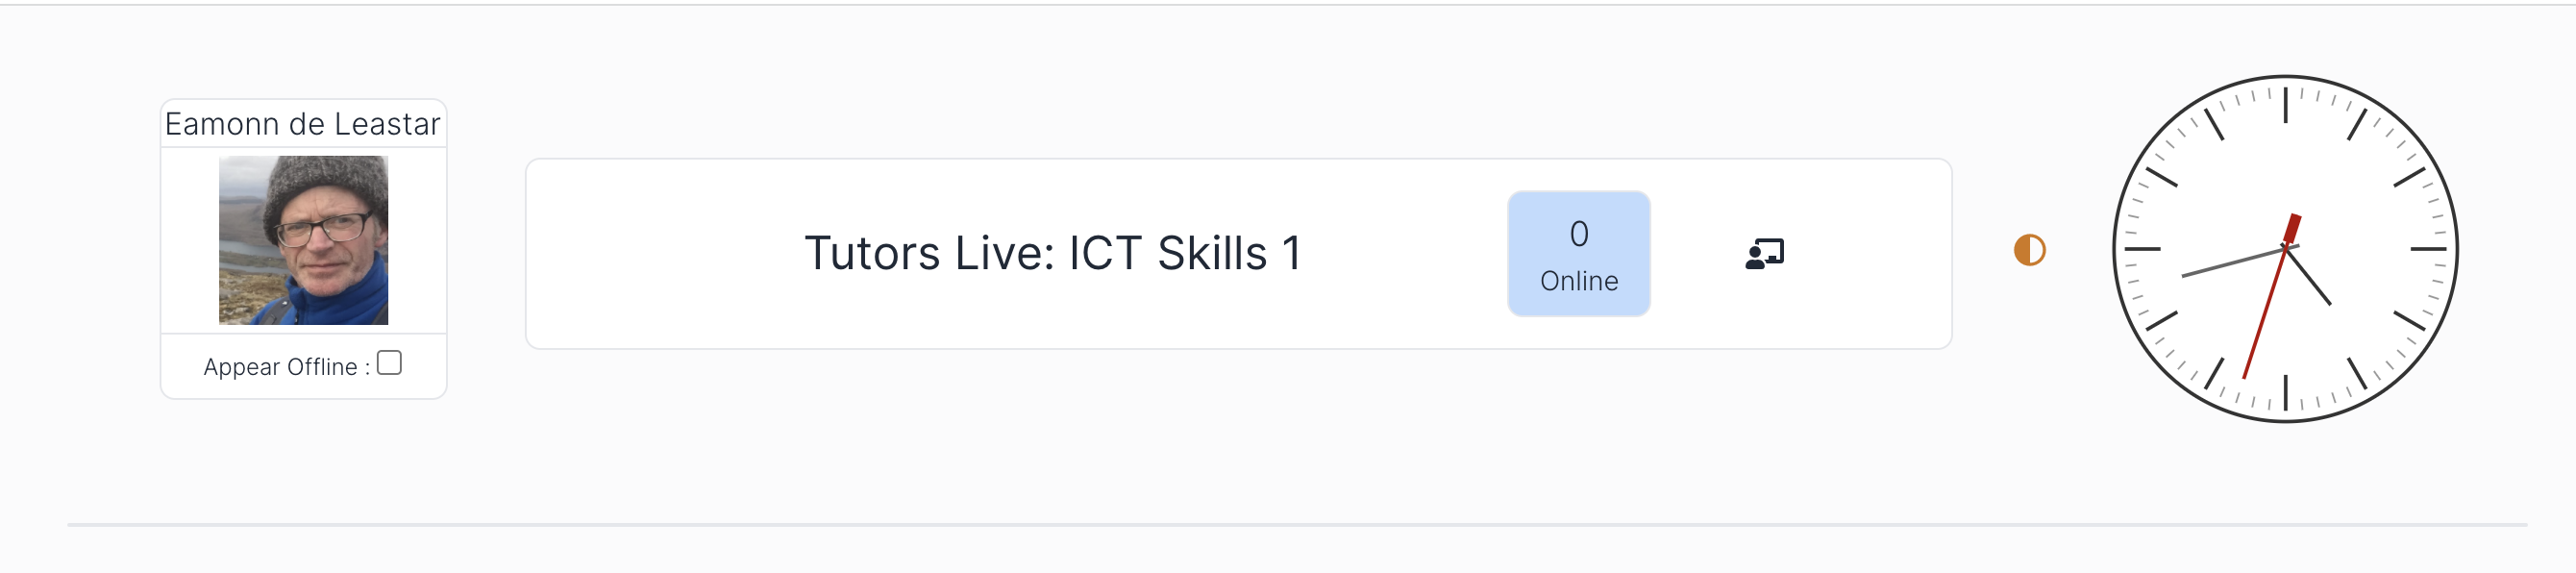 Eamonn de Leastar
Appear Offline :
Tutors Live: ICT Skills 1
0
Online